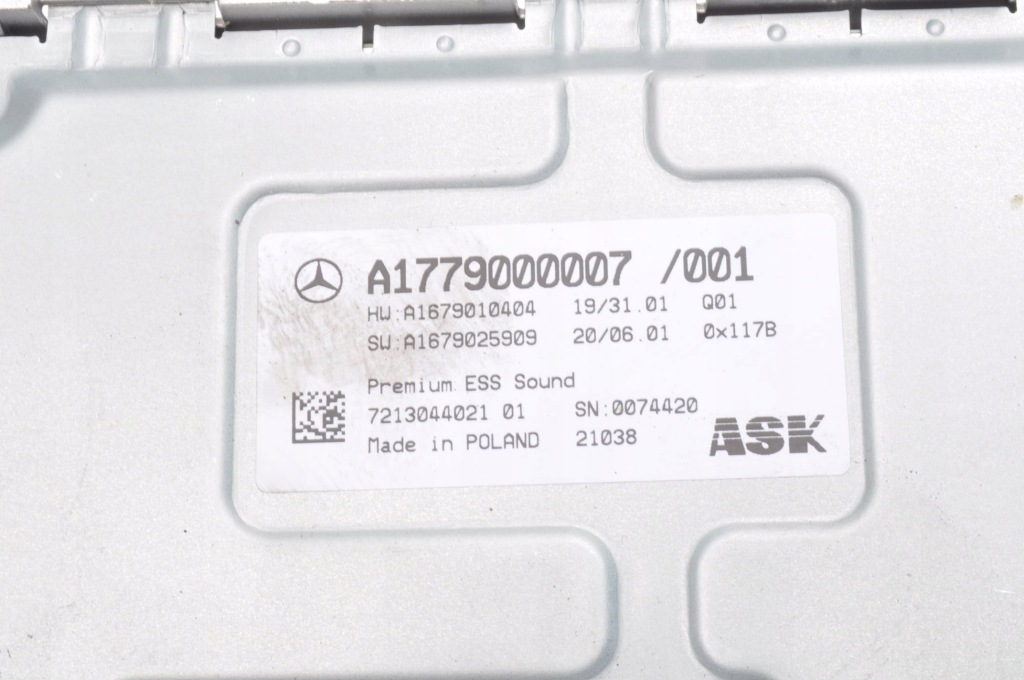 A1779000007 /001
HW:A1679010404 19/31.01 Q01
SW:A1679025909 20/06.01 0x117B
Premium ESS Sound
7213044021 01 SN:0074420
Made in POLAND 21038
ASK